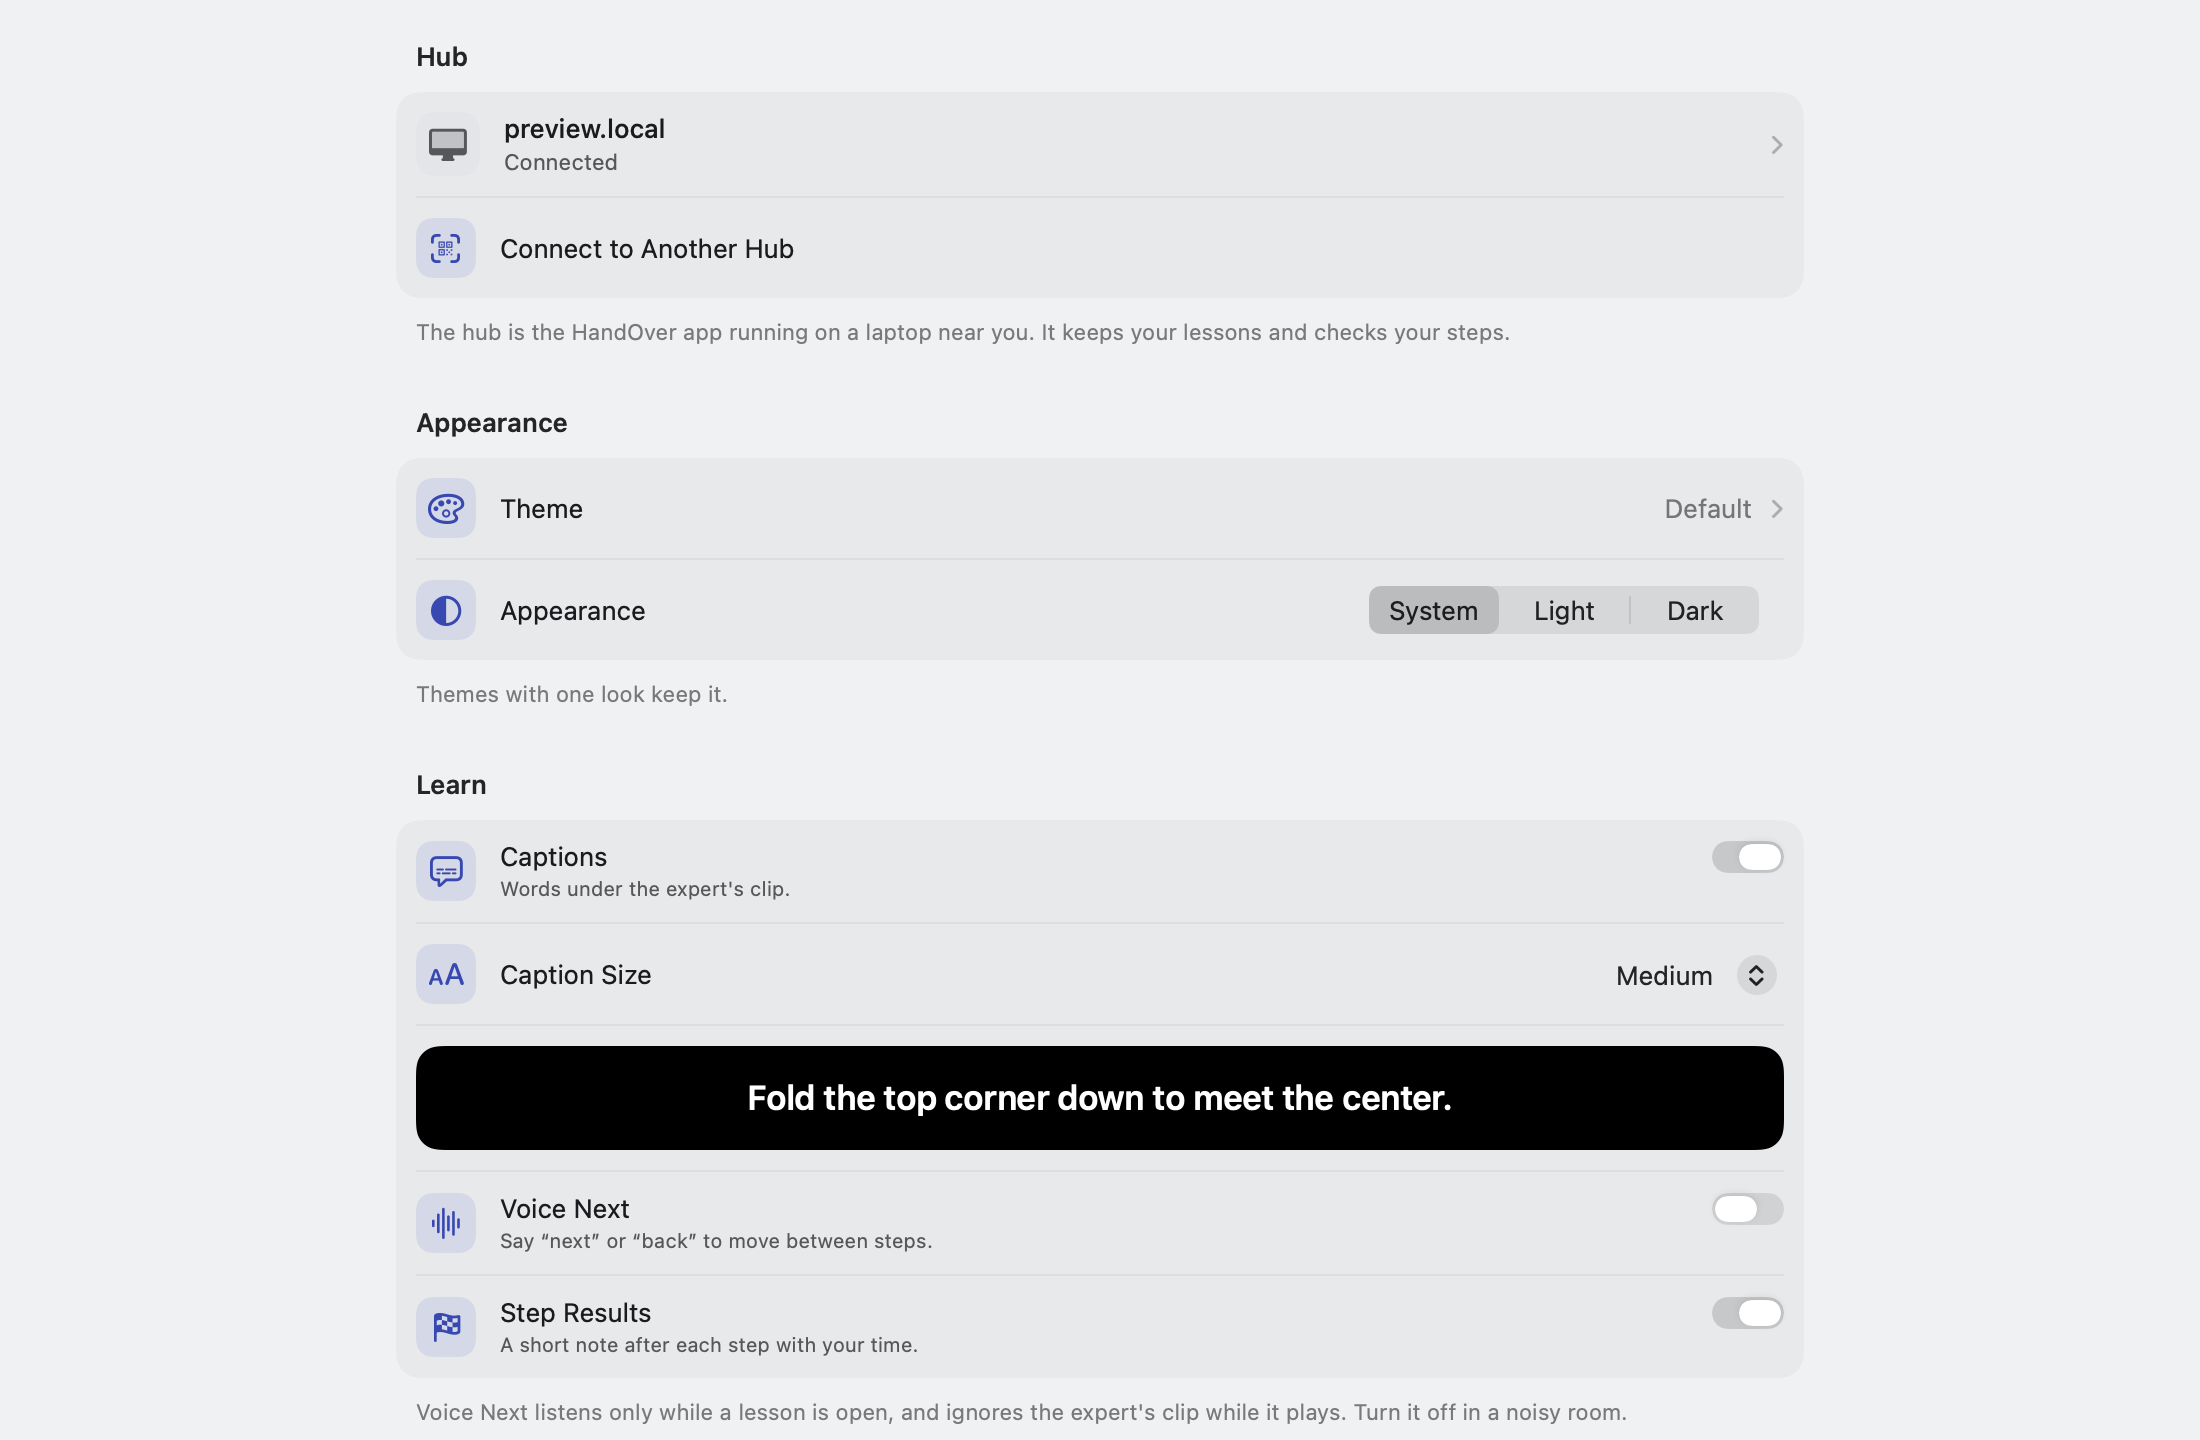 Hub
preview.local
Connected
Connect to Another Hub
The hub is the HandOver app running on a laptop near you. It keeps your lessons and checks your steps.
Appearance
Theme
Default
Appearance
System
Light
Dark
Themes with one look keep it.
Learn
Captions
Words under the expert's clip.
AA
Caption Size
Medium
Fold the top corner down to meet the center.
Voice Next
Say “next” or “back” to move between steps.
Step Results
A short note after each step with your time.
Voice Next listens only while a lesson is open, and ignores the expert's clip while it plays. Turn it off in a noisy room.